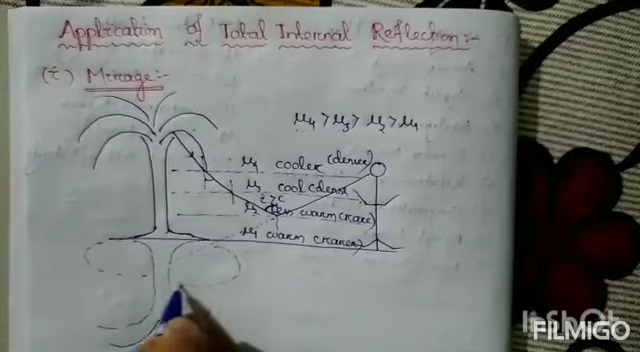 Application of Total Internal Reflection:-
(i) Mirage:-
μ4 > μ3 > μ2 > μ1
μ4 cooler (denser)
μ3 cool (denser
i > c
μ2 warm (rare)
μ1 warm (rarer)
FILMIGO